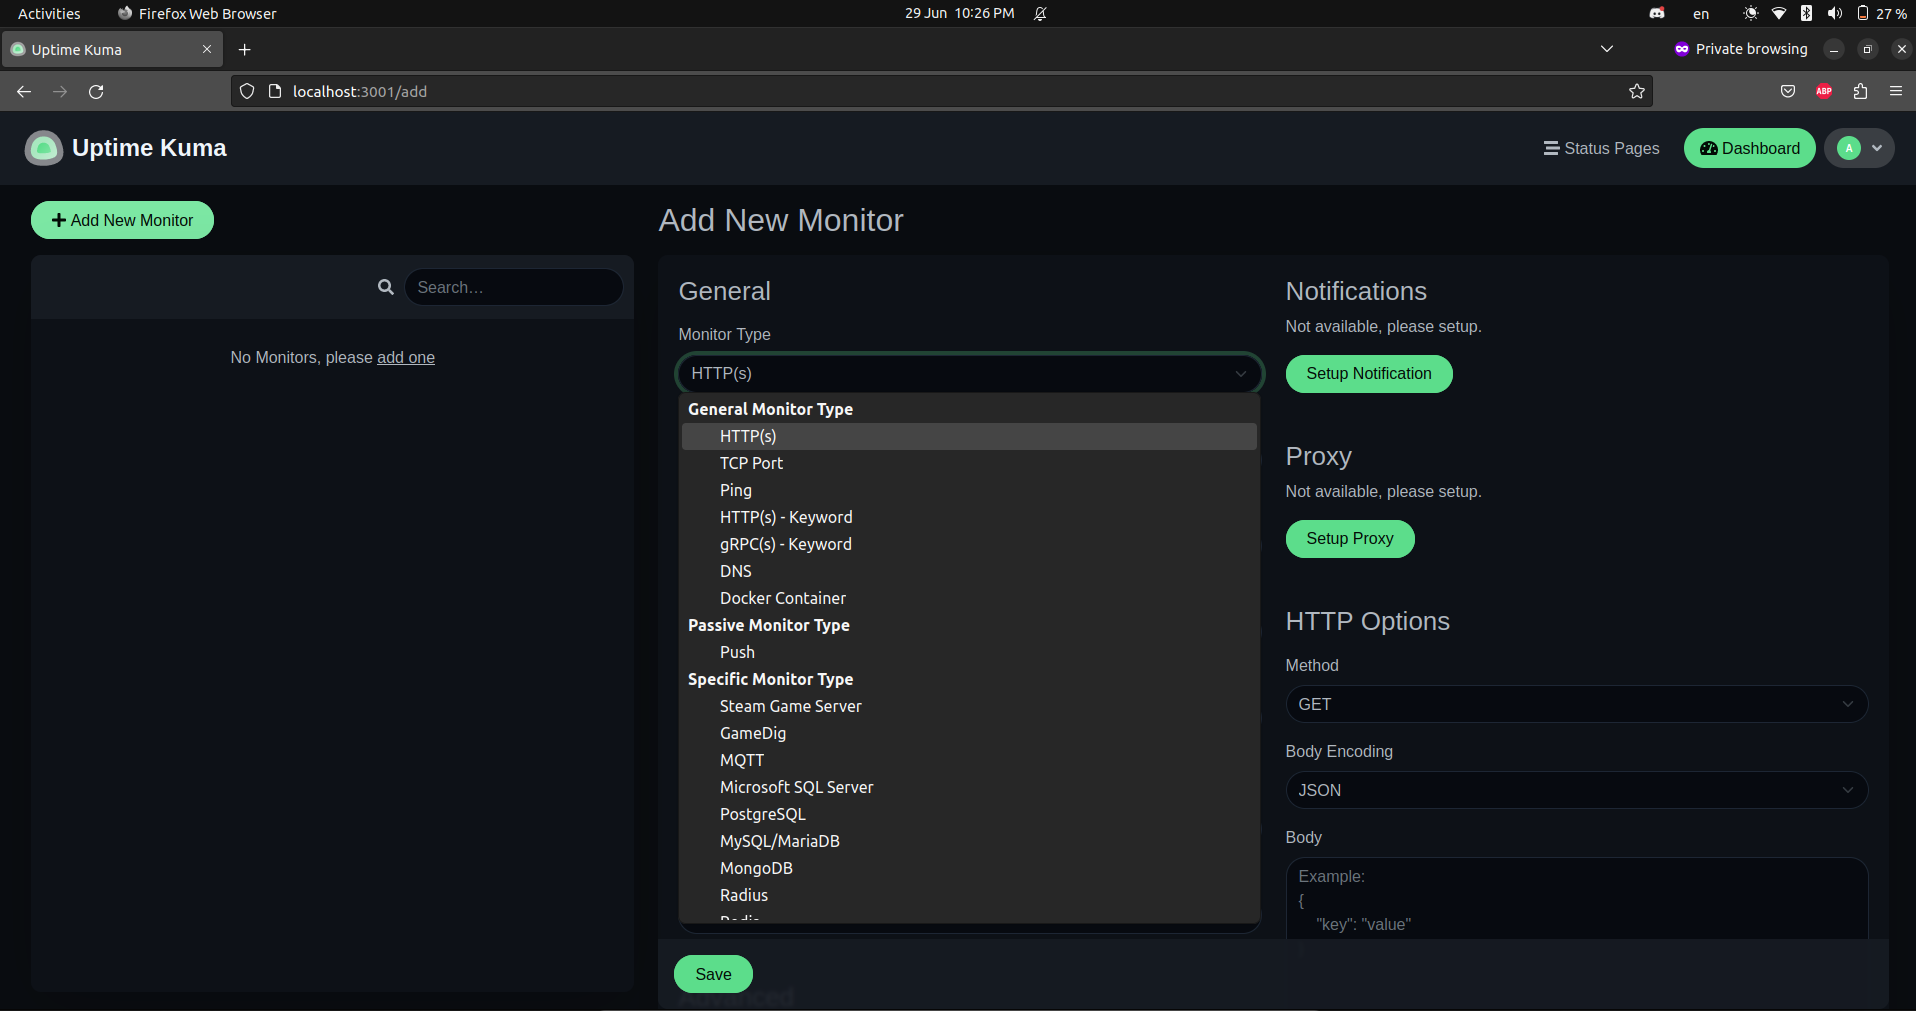 Activities
Firefox Web Browser
29 Jun 10:26 PM
en
27 %
Uptime Kuma
Private browsing
localhost:3001/add
ABP
Uptime Kuma
Status Pages
Dashboard
A
Add New Monitor
Search...
No Monitors, please add one
Add New Monitor
General
Monitor Type
HTTP(s)
General Monitor Type
HTTP(s)
TCP Port
Ping
HTTP(s) - Keyword
gRPC(s) - Keyword
DNS
Docker Container
Passive Monitor Type
Push
Specific Monitor Type
Steam Game Server
GameDig
MQTT
Microsoft SQL Server
PostgreSQL
MySQL/MariaDB
MongoDB
Radius
Redis
Save
Advanced
Notifications
Not available, please setup.
Setup Notification
Proxy
Not available, please setup.
Setup Proxy
HTTP Options
Method
GET
Body Encoding
JSON
Body
Example:
{
"key": "value"